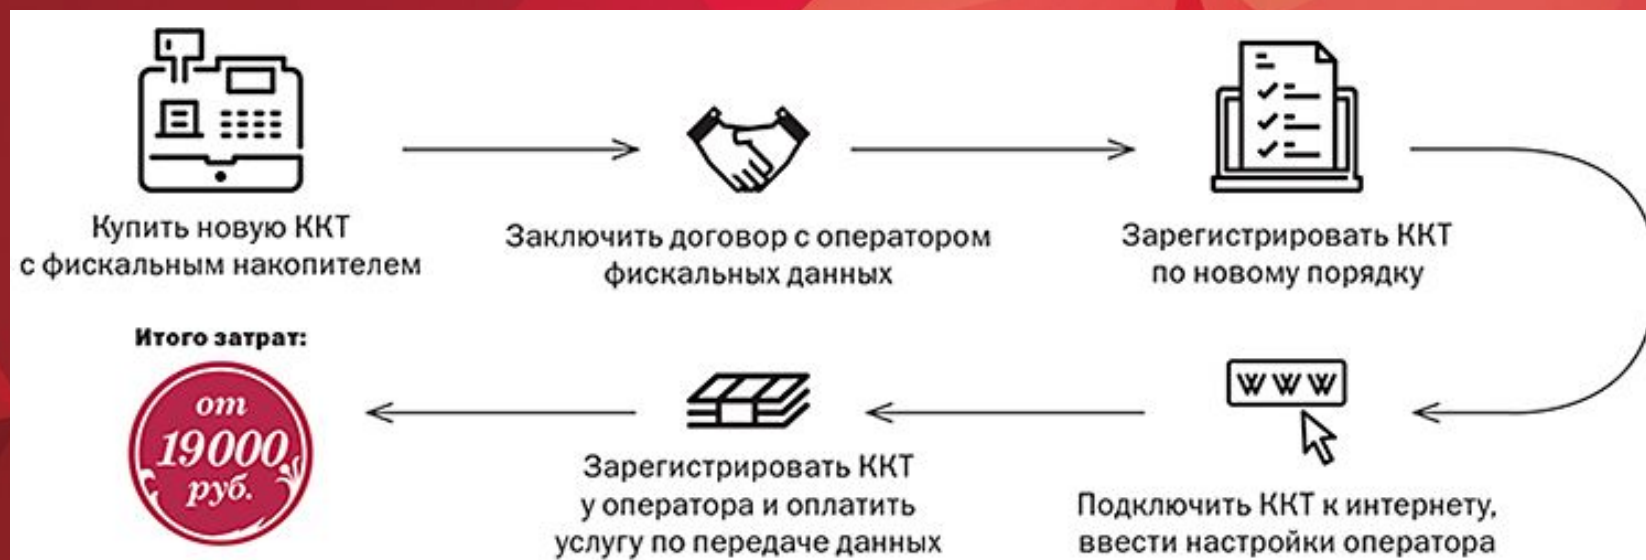 Купить новую ККТ
с фискальным накопителем
Заключить договор с оператором
фискальных данных
Зарегистрировать ККТ
по новому порядку
WWW
Подключить ККТ к интернету,
ввести настройки оператора
Зарегистрировать ККТ
у оператора и оплатить
услугу по передаче данных
Итого затрат:
от
19000
руб.